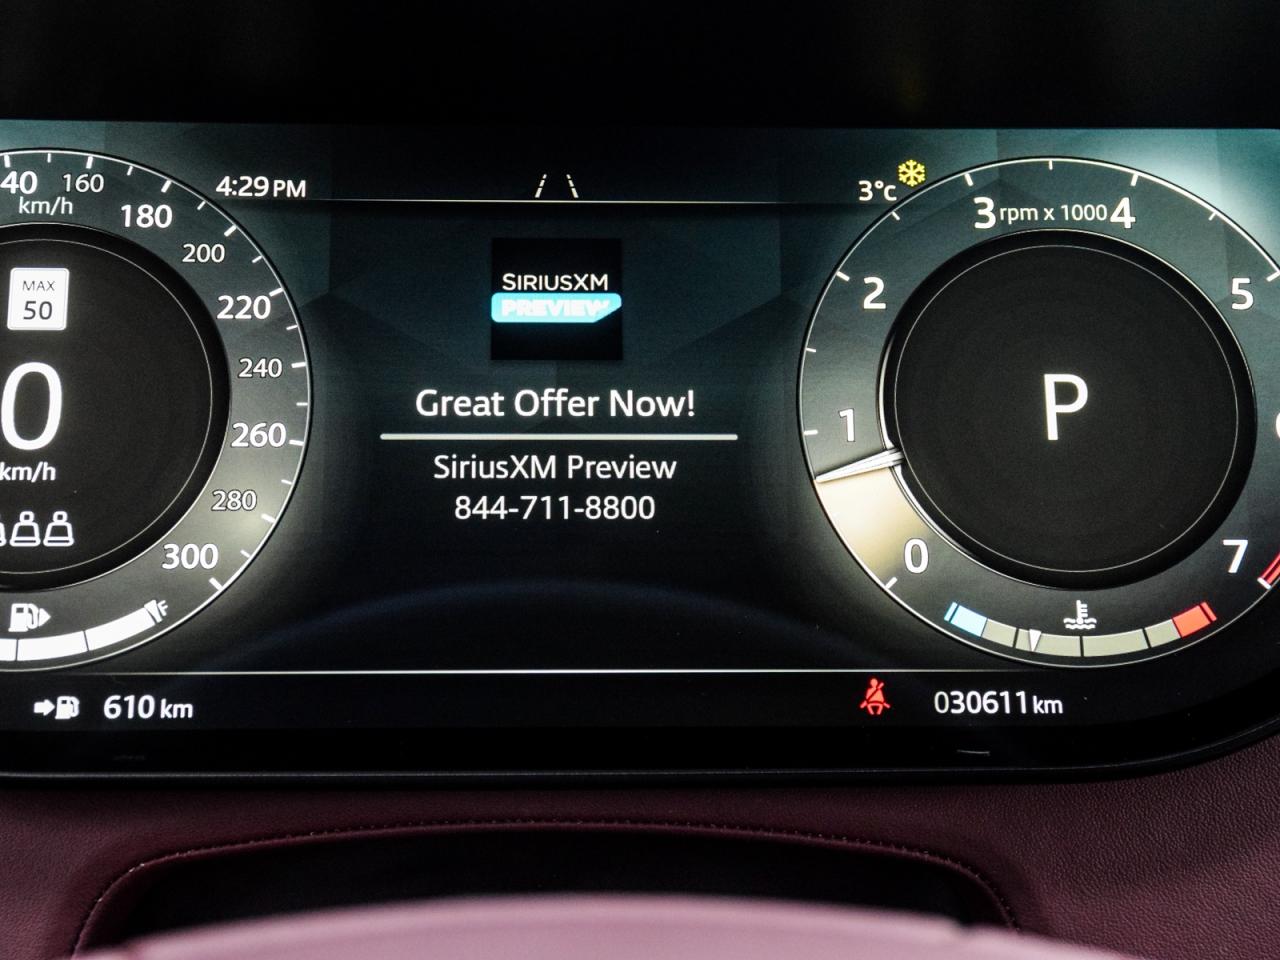 40 160
km/h
180
200
220
240
260
280
300
MAX
50
0
km/h
F
610 km
4:29 PM
SIRIUSXM
PREVIEW
Great Offer Now!
SiriusXM Preview
844-711-8800
3°c
3 rpm x 1000 4
2
5
1
0
7
P
030611 km